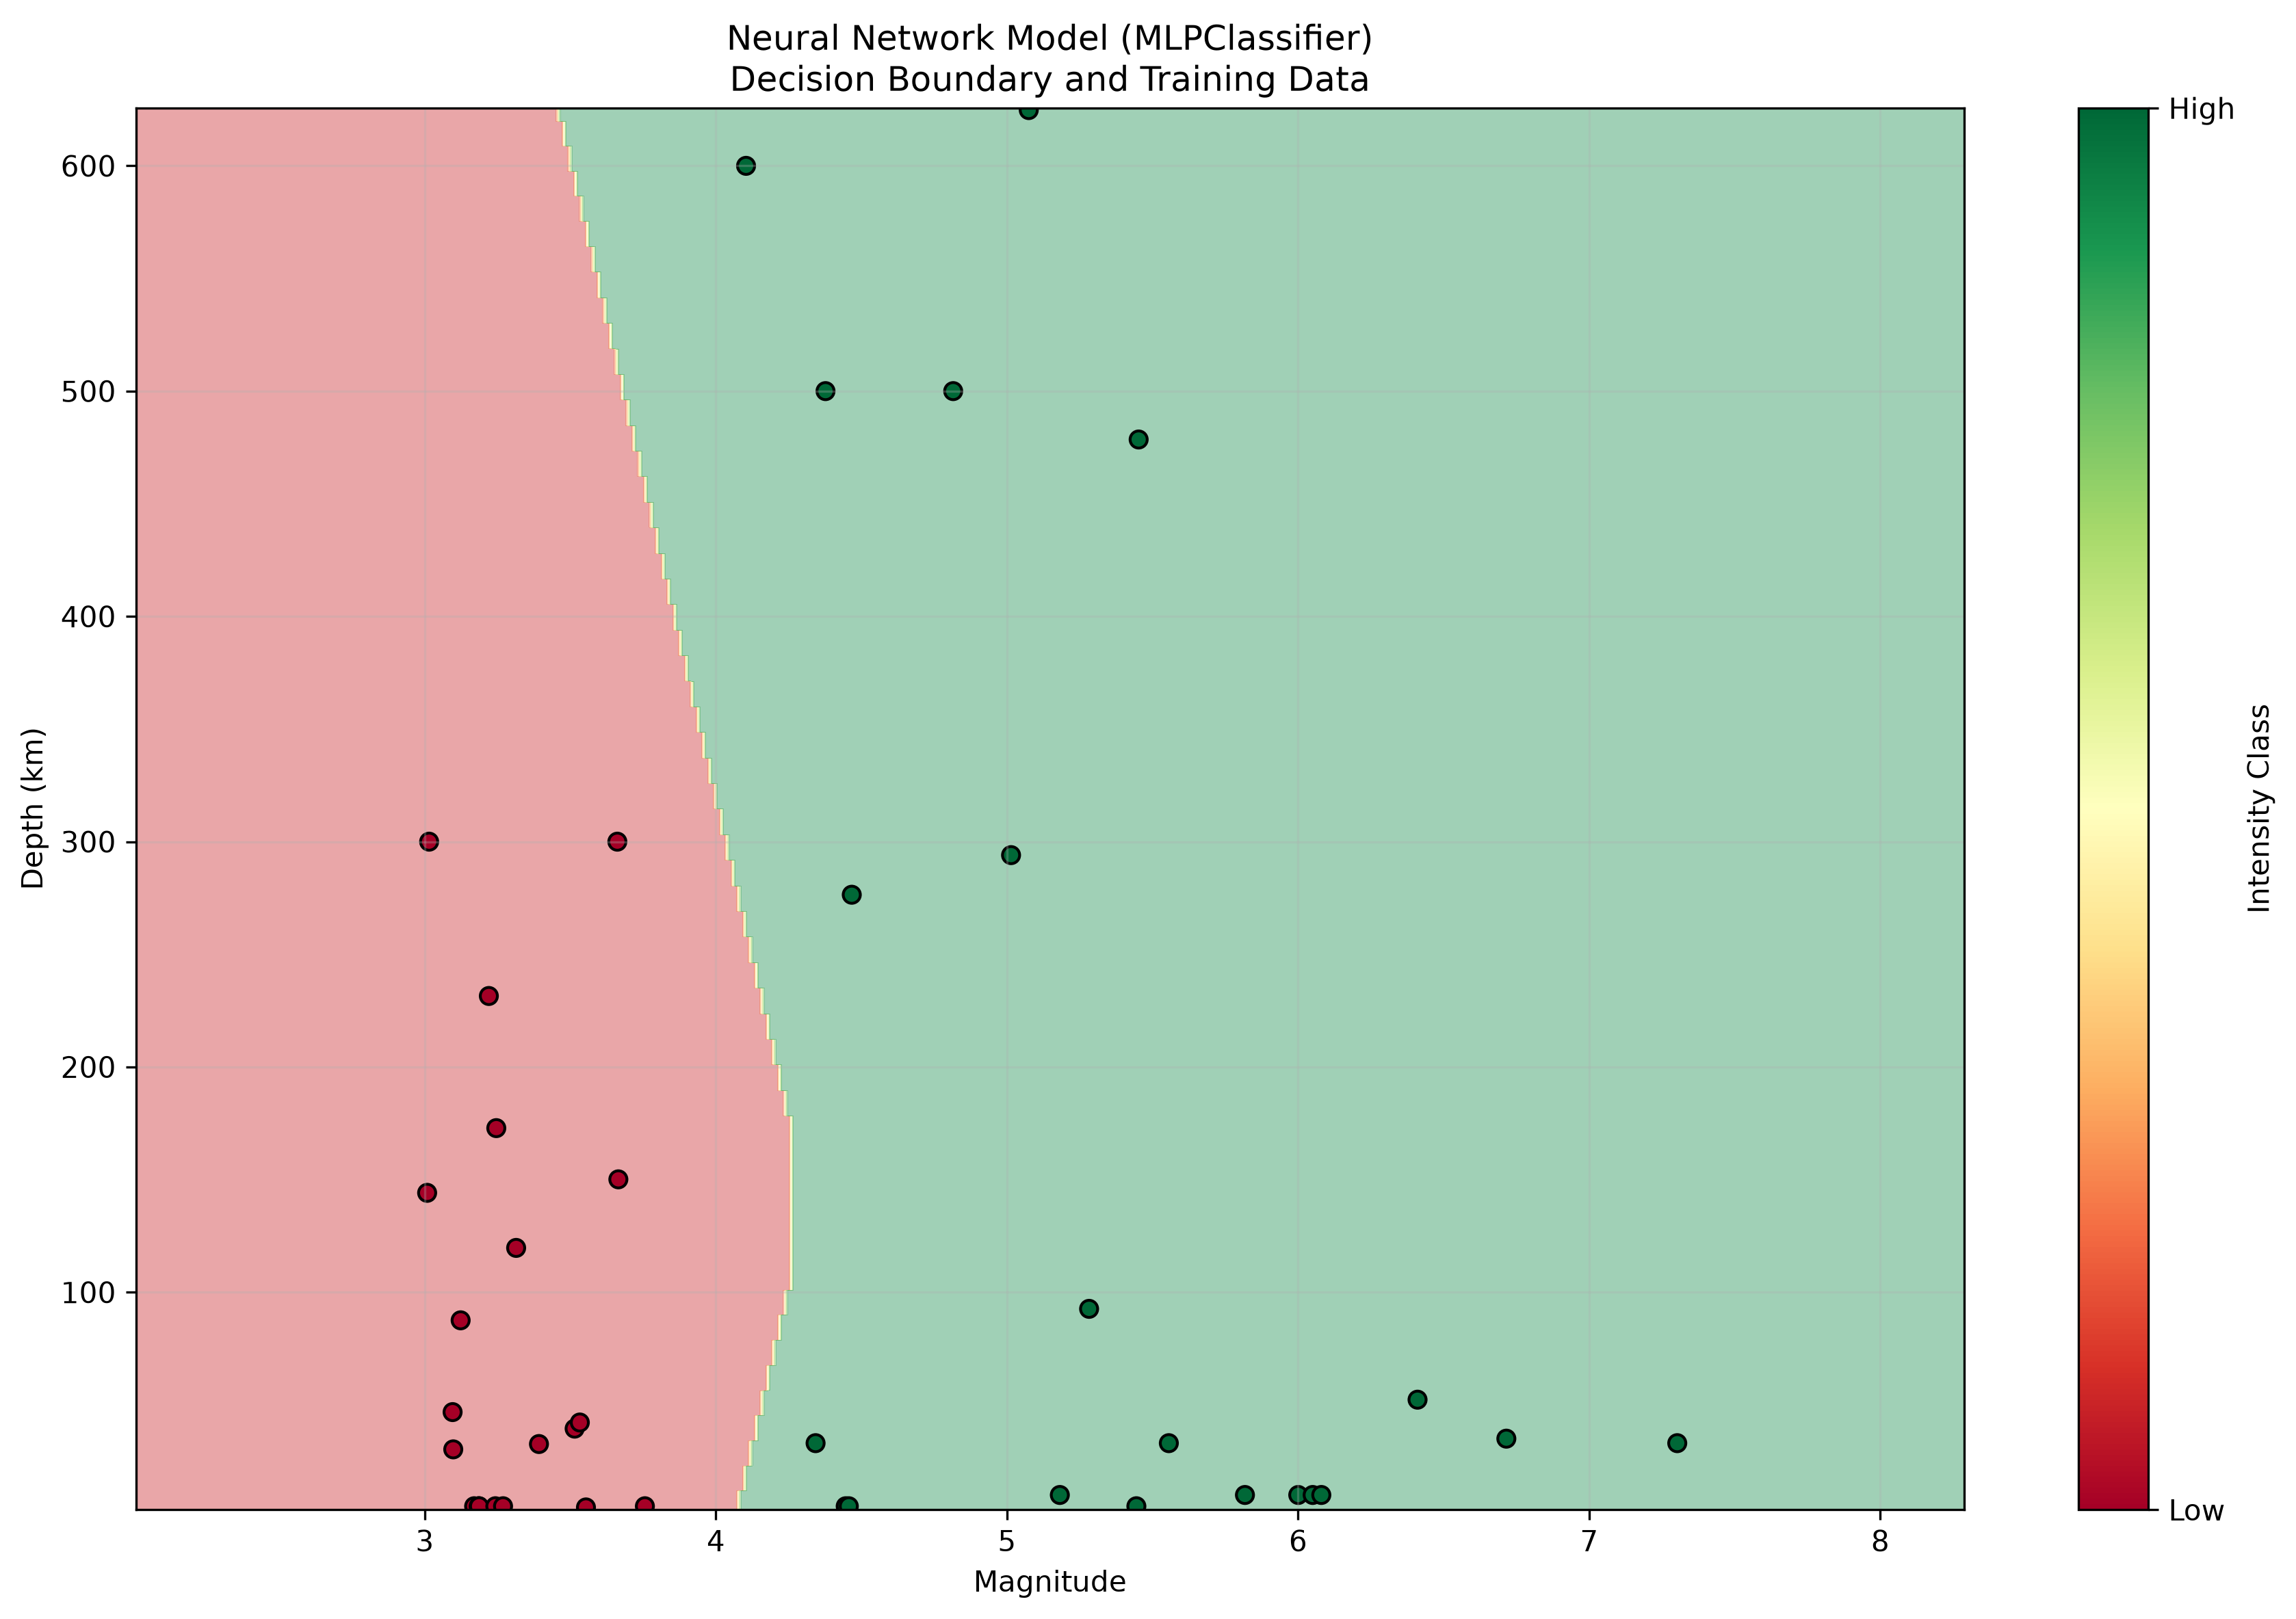 Neural Network Model (MLPClassifier)
Decision Boundary and Training Data
High
600
500
400
300
200
100
Depth (km)
Intensity Class
Low
3 4 5 6 7 8
Magnitude